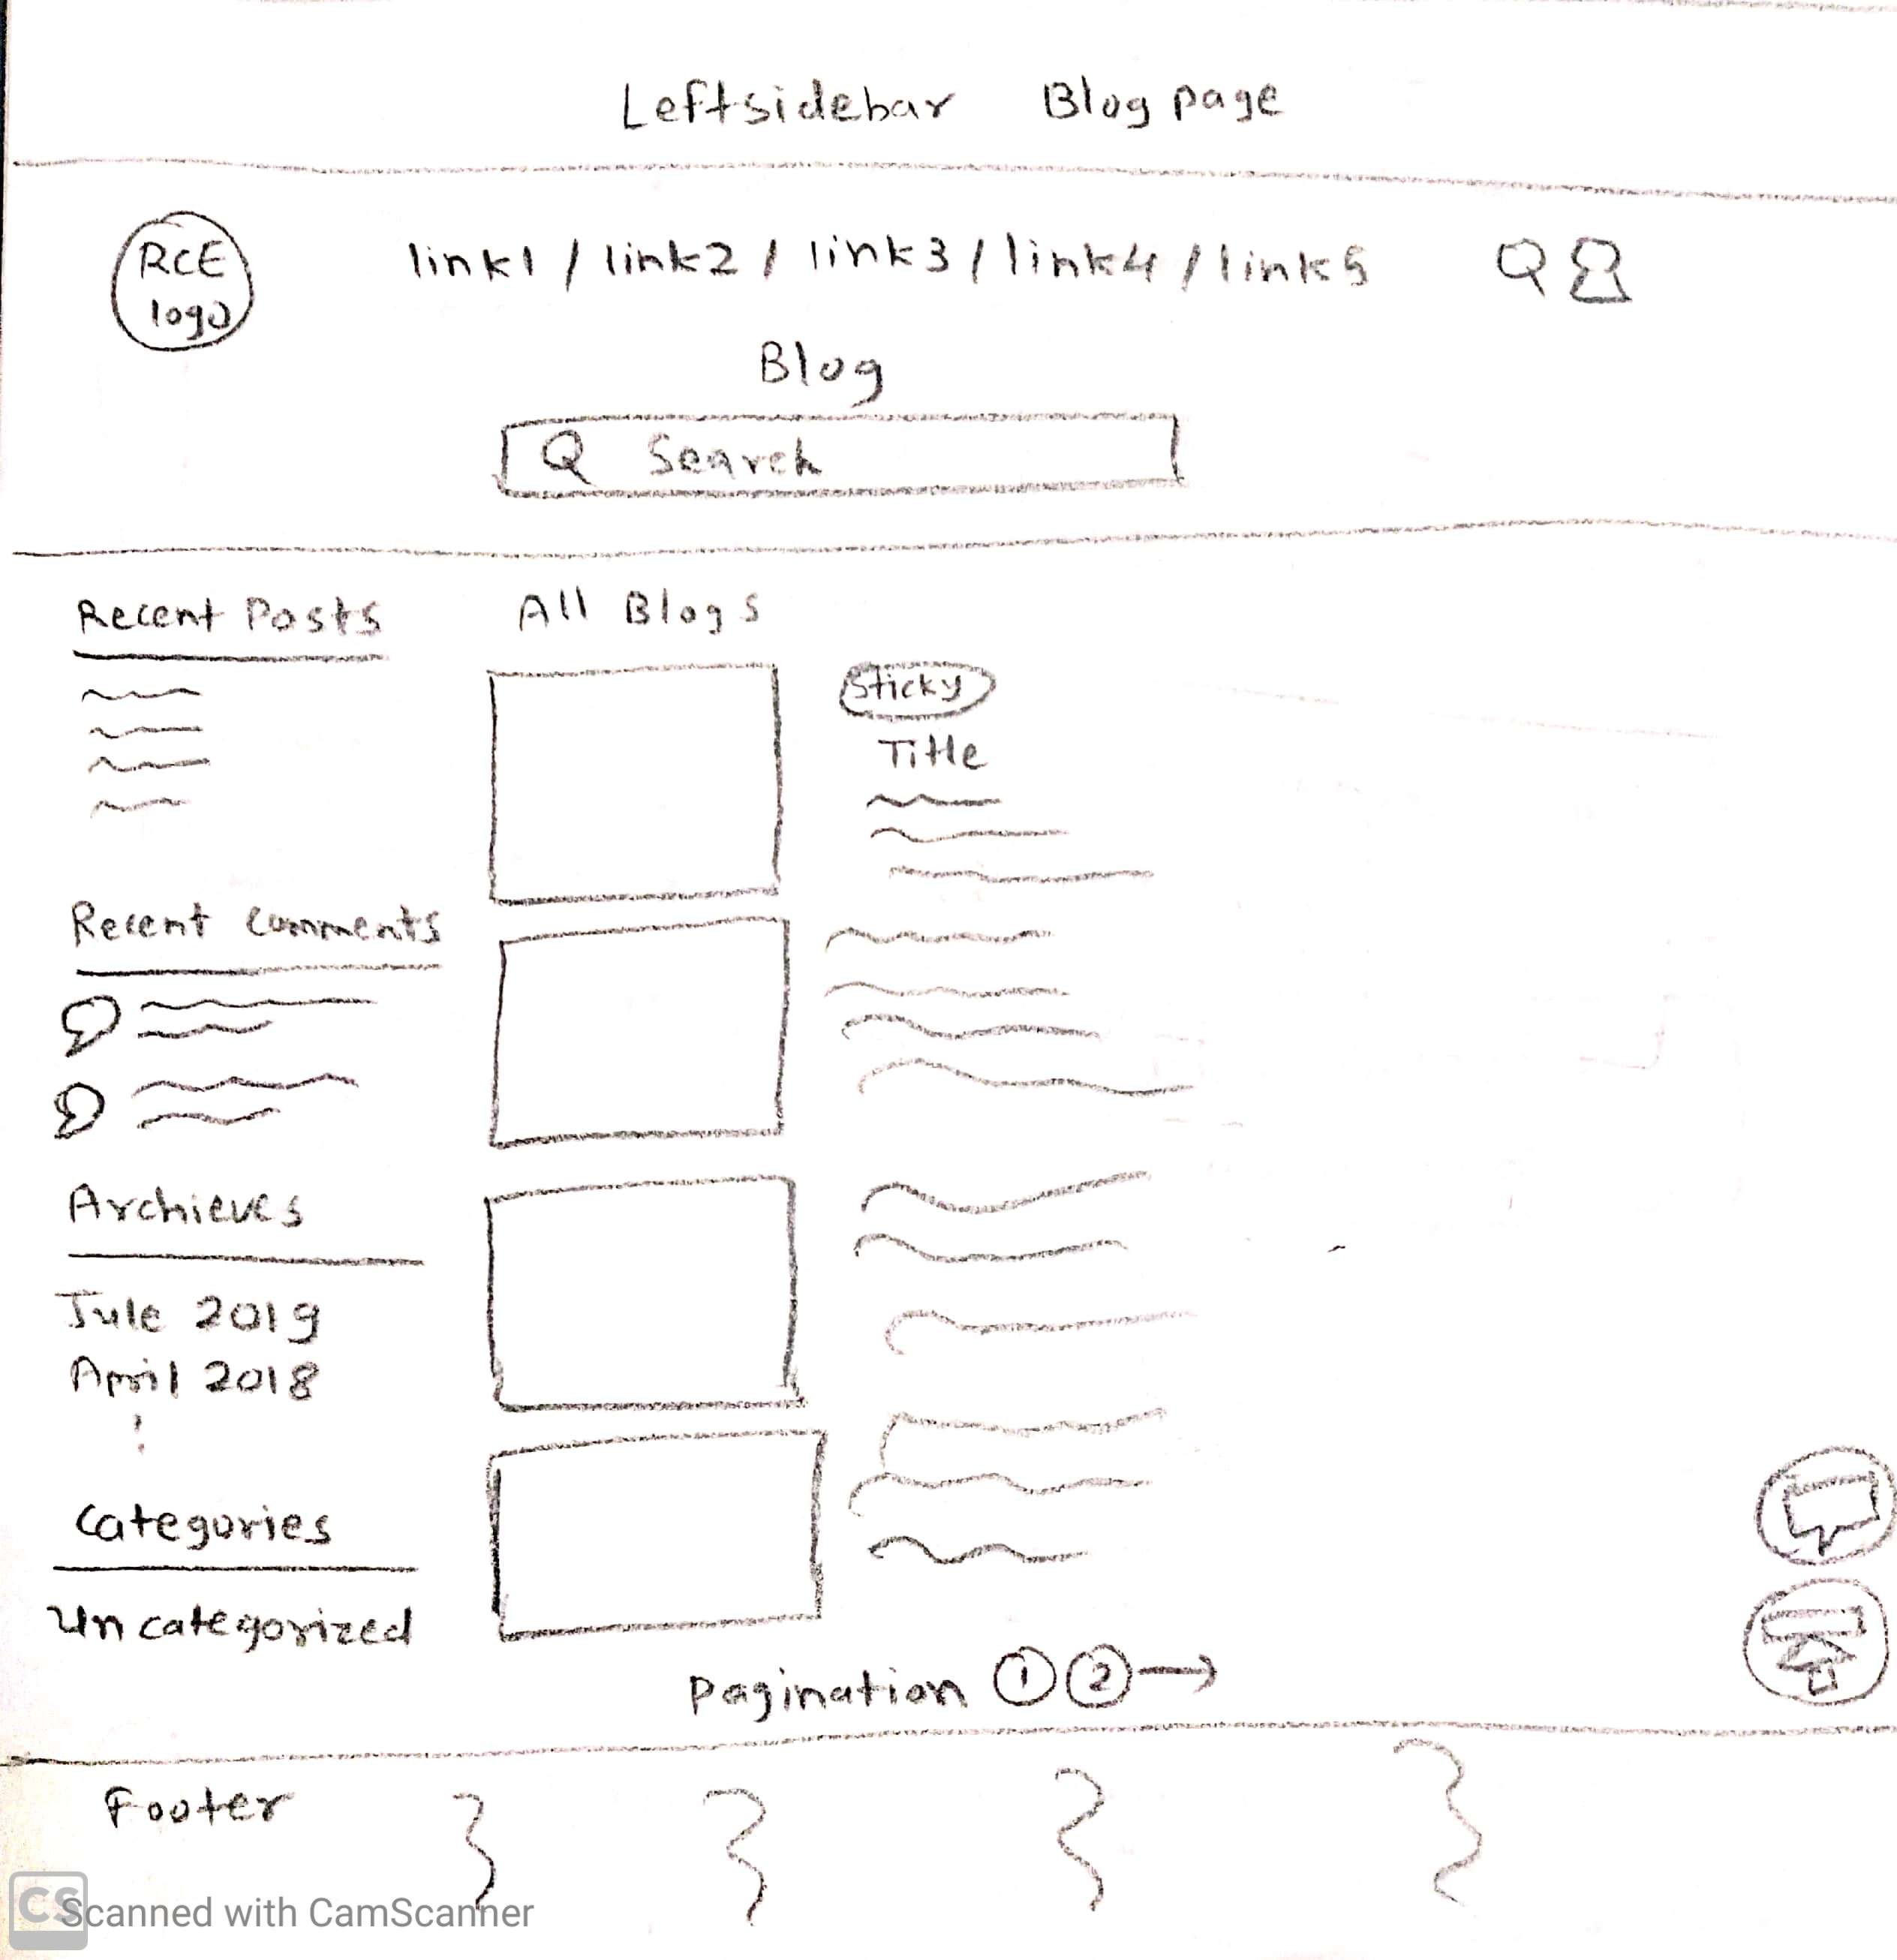 Leftsidebar Blog page
RCE
logo
link1 / link2 / link3 / link4 / link5
Blog
Search
Recent Posts
Recent comments
Archieves
Jule 2019
April 2018
Categories
Uncategorized
All Blogs
Sticky
Title
Pagination 1 2 →
Footer
CS
Scanned with CamScanner